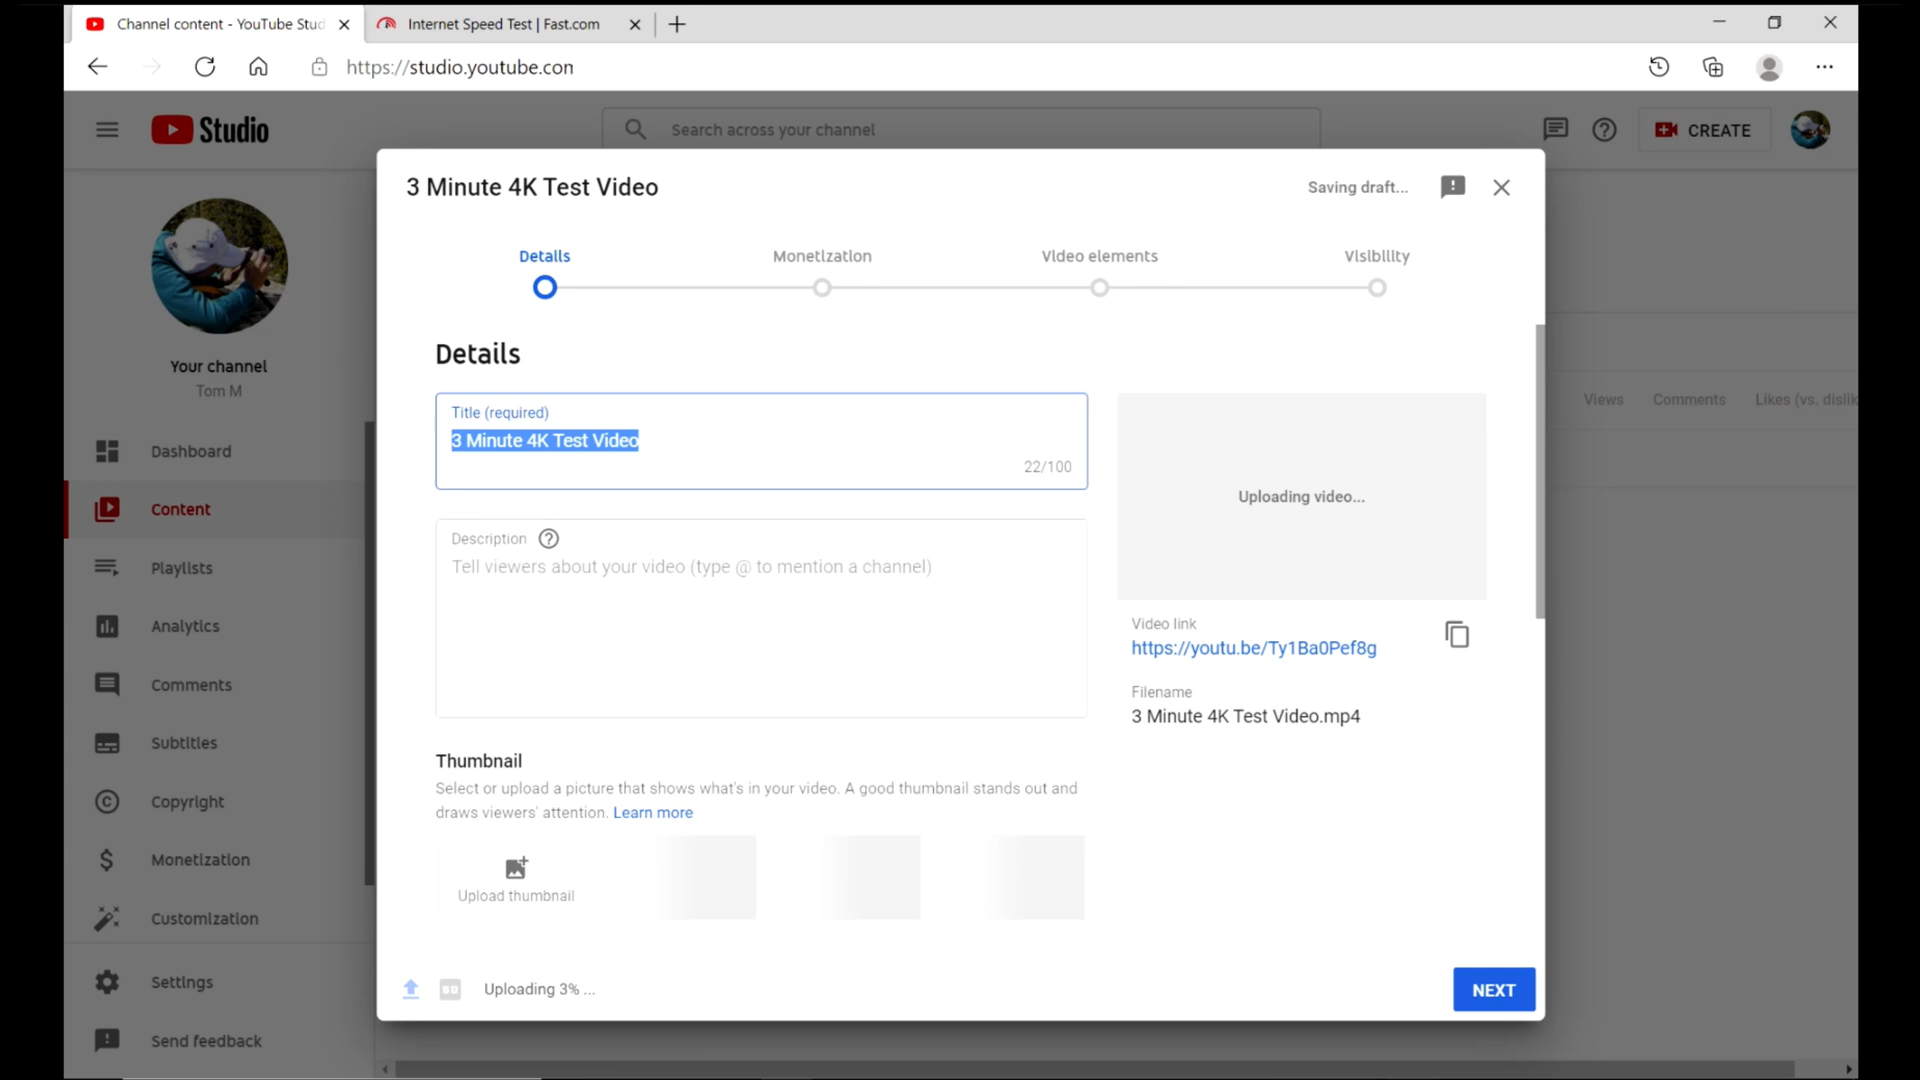 Channel content - YouTube Stud
Internet Speed Test | Fast.com
https://studio.youtube.con
Studio
Search across your channel
CREATE
3 Minute 4K Test Video
Saving draft...
Details
Monetization
Video elements
Visibility
Your channel
Tom M
Dashboard
Content
Playlists
Analytics
Comments
Subtitles
Copyright
Monetization
Customization
Settings
Send feedback
Details
Title (required)
3 Minute 4K Test Video
22/100
Description
Tell viewers about your video (type @ to mention a channel)
Thumbnail
Select or upload a picture that shows what's in your video. A good thumbnail stands out and
draws viewers' attention. Learn more
Upload thumbnail
Uploading video...
Video link
https://youtu.be/Ty1Ba0Pef8g
Filename
3 Minute 4K Test Video.mp4
Views
Comments
Likes (vs. dislik
Uploading 3% ...
NEXT